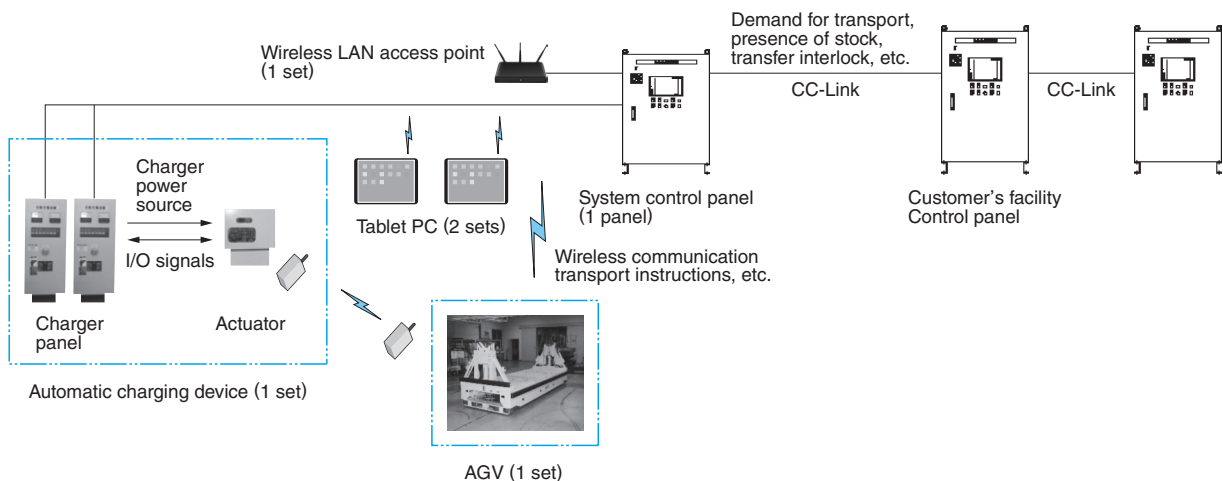 Demand for transport,
presence of stock,
transfer interlock, etc.
Wireless LAN access point
(1 set)
CC-Link
CC-Link
Charger
power
source
I/O signals
Tablet PC (2 sets)
System control panel
(1 panel)
Customer's facility
Control panel
Wireless communication
transport instructions, etc.
Charger
panel
Actuator
Automatic charging device (1 set)
AGV (1 set)